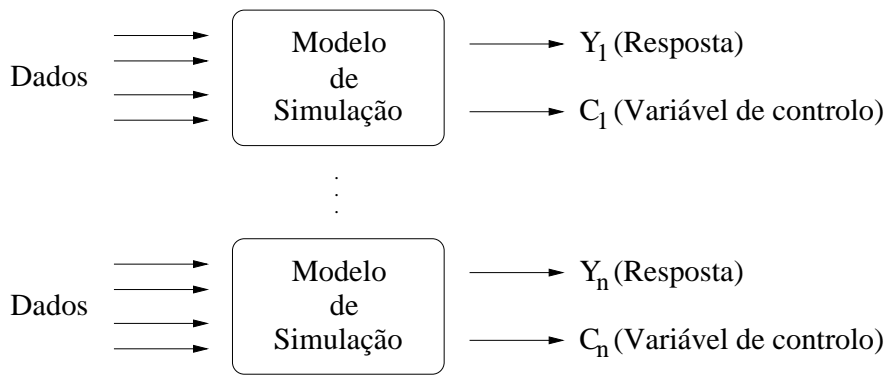 Dados
Modelo
de
Simulação
Y1 (Resposta)
C1 (Variável de controlo)
.
.
.
Dados
Modelo
de
Simulação
Yn (Resposta)
Cn (Variável de controlo)